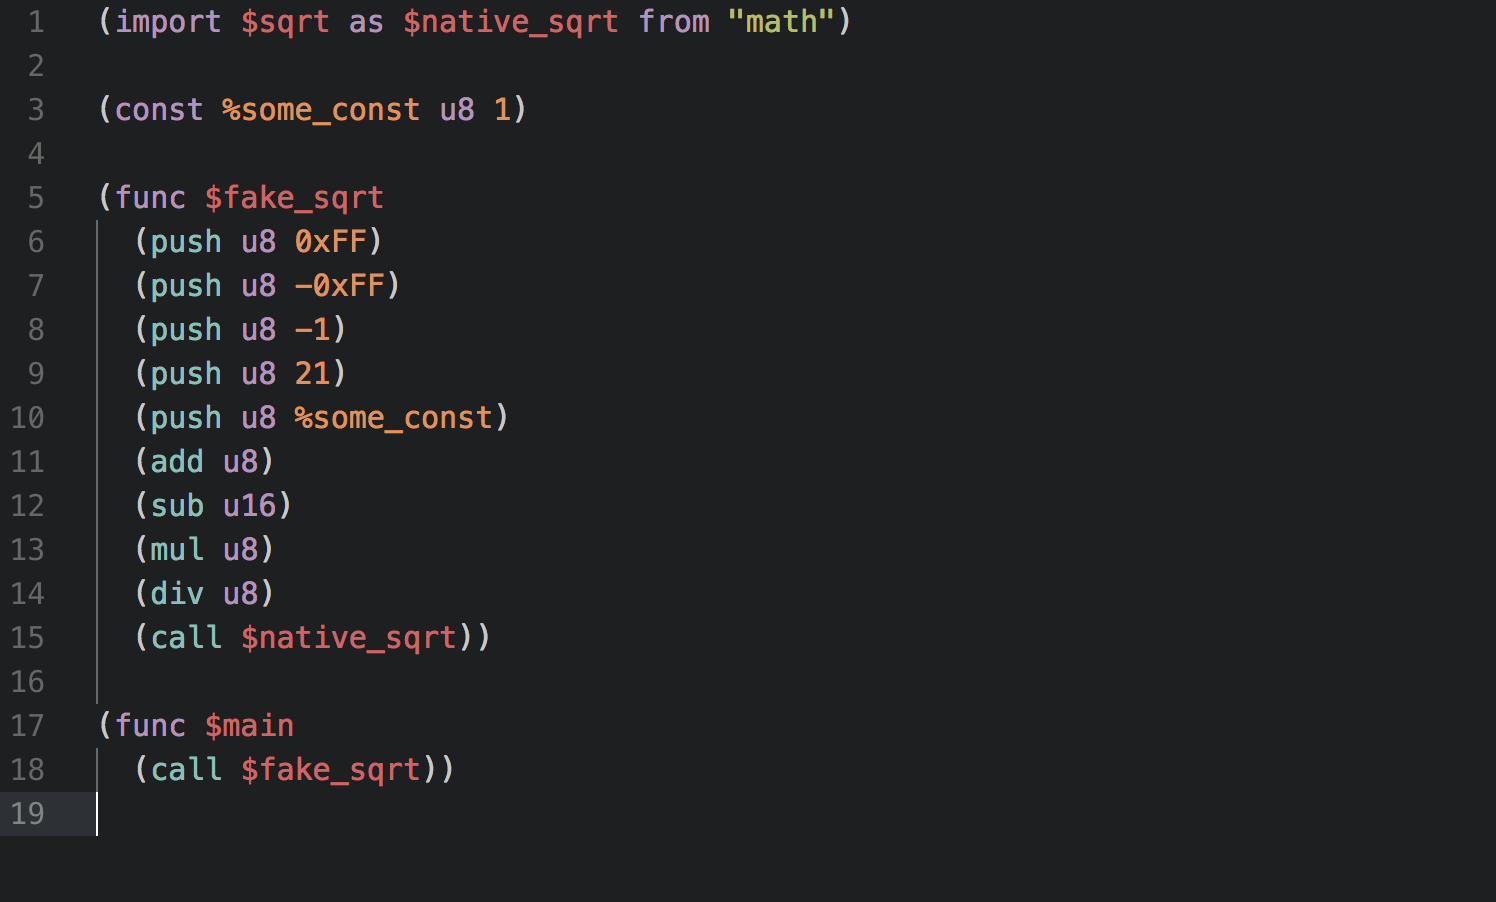 1 (import $sqrt as $native_sqrt from "math")
2
3 (const %some_const u8 1)
4
5 (func $fake_sqrt
6   (push u8 0xFF)
7   (push u8 -0xFF)
8   (push u8 -1)
9   (push u8 21)
10   (push u8 %some_const)
11   (add u8)
12   (sub u16)
13   (mul u8)
14   (div u8)
15   (call $native_sqrt))
16
17 (func $main
18   (call $fake_sqrt))
19